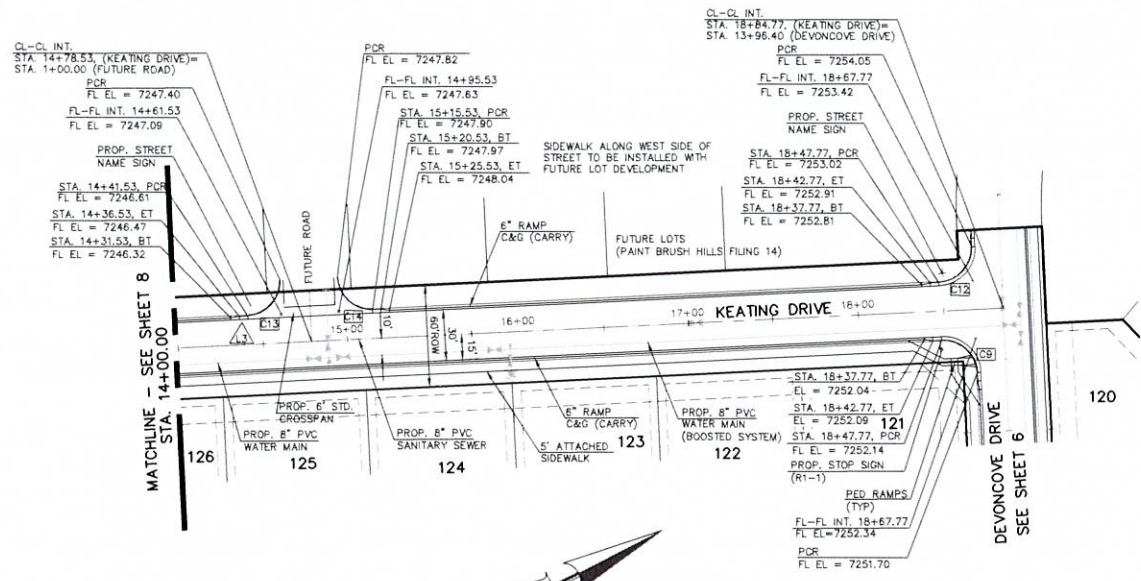 CL-CL INT.
STA. 14+78.53, (KEATING DRIVE)=
STA. 1+00.00 (FUTURE ROAD)
PCR
FL EL = 7247.40
FL-FL INT. 14+61.53
FL EL = 7247.09
PROP. STREET
NAME SIGN
STA. 14+41.53, PCR
FL EL = 7246.61
STA. 14+36.53, ET
FL EL = 7246.47
STA. 14+31.53, BT
FL EL = 7246.32
PCR
FL EL = 7247.82
FL-FL INT. 14+95.53
FL EL = 7247.63
STA. 15+15.53, PCR
FL EL = 7247.90
STA. 15+20.53, BT
FL EL = 7247.97
STA. 15+25.53, ET
FL EL = 7248.04
SIDEWALK ALONG WEST SIDE OF
STREET TO BE INSTALLED WITH
FUTURE LOT DEVELOPMENT
CL-CL INT.
STA. 18+84.77, (KEATING DRIVE)=
STA. 13+96.40 (DEVONCOVE DRIVE)
PCR
FL EL = 7254.05
FL-FL INT. 18+67.77
FL EL = 7253.42
PROP. STREET
NAME SIGN
STA. 18+47.77, PCR
FL EL = 7253.02
STA. 18+42.77, ET
FL EL = 7252.91
STA. 18+37.77, BT
FL EL = 7252.81
FUTURE ROAD
6" RAMP
C&G (CARRY)
FUTURE LOTS
(PAINT BRUSH HILLS FILING 14)
MATCHLINE - SEE SHEET 8
STA. 14+00.00
C13
L3
C14
15+00
10'
60'ROW
30'
15'
16+00
17+00
KEATING DRIVE
18+00
C12
C9
PROP. 6' STD.
CROSSPAN
PROP. 8" PVC
WATER MAIN
PROP. 8" PVC
SANITARY SEWER
5' ATTACHED
SIDEWALK
6" RAMP
C&G (CARRY)
PROP. 8" PVC
WATER MAIN
(BOOSTED SYSTEM)
126
125
124
123
122
121
120
STA. 18+37.77, BT
EL = 7252.04
STA. 18+42.77, ET
EL = 7252.09
STA. 18+47.77, PCR
FL EL = 7252.14
PROP. STOP SIGN
(R1-1)
PED RAMPS
(TYP)
FL-FL INT. 18+67.77
FL EL=7252.34
PCR
FL EL = 7251.70
DEVONCOVE DRIVE
SEE SHEET 6